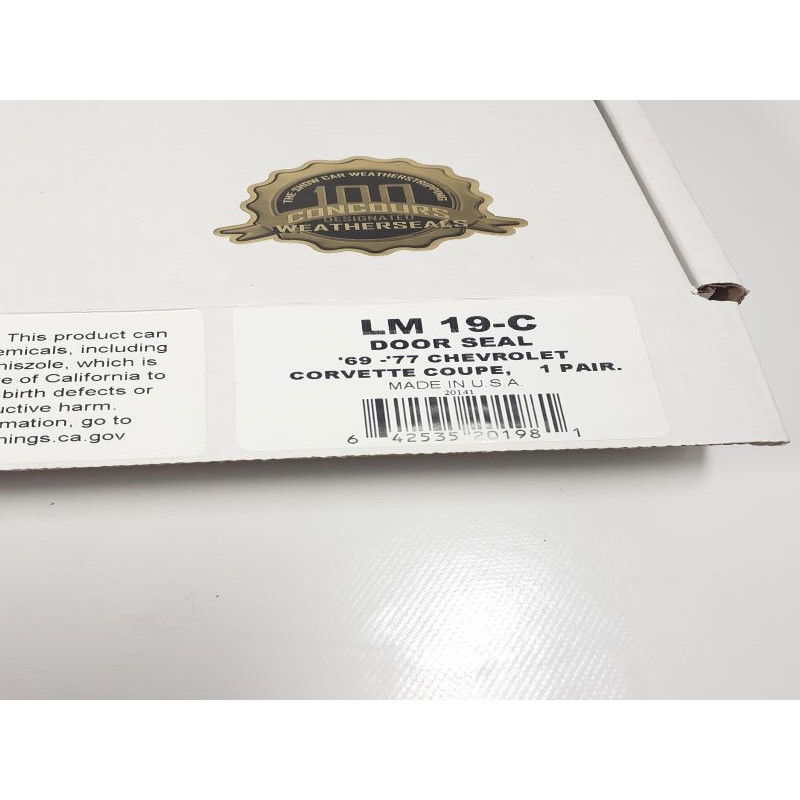 THE SHOW CAR WEATHERSTRIPPING
100
CONCOURS
DESIGNATED
WEATHERSEALS
This product can
emicals, including
niszole, which is
e of California to
birth defects or
uctive harm.
mation, go to
nings.ca.gov
LM 19-C
DOOR SEAL
'69 -'77 CHEVROLET
CORVETTE COUPE, 1 PAIR.
MADE IN U.S.A.
20141
6 42535 20198 1